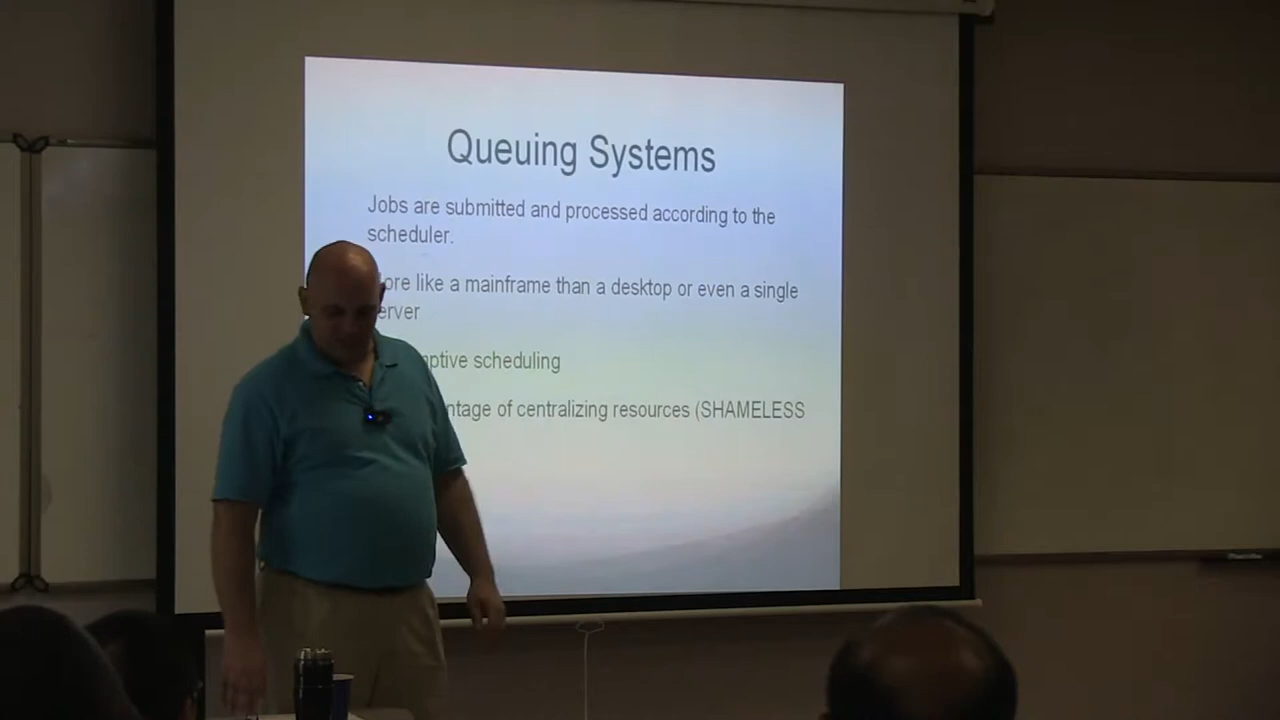 Queuing Systems
Jobs are submitted and processed according to the
scheduler.
ore like a mainframe than a desktop or even a single
erver
ptive scheduling
ntage of centralizing resources (SHAMELESS